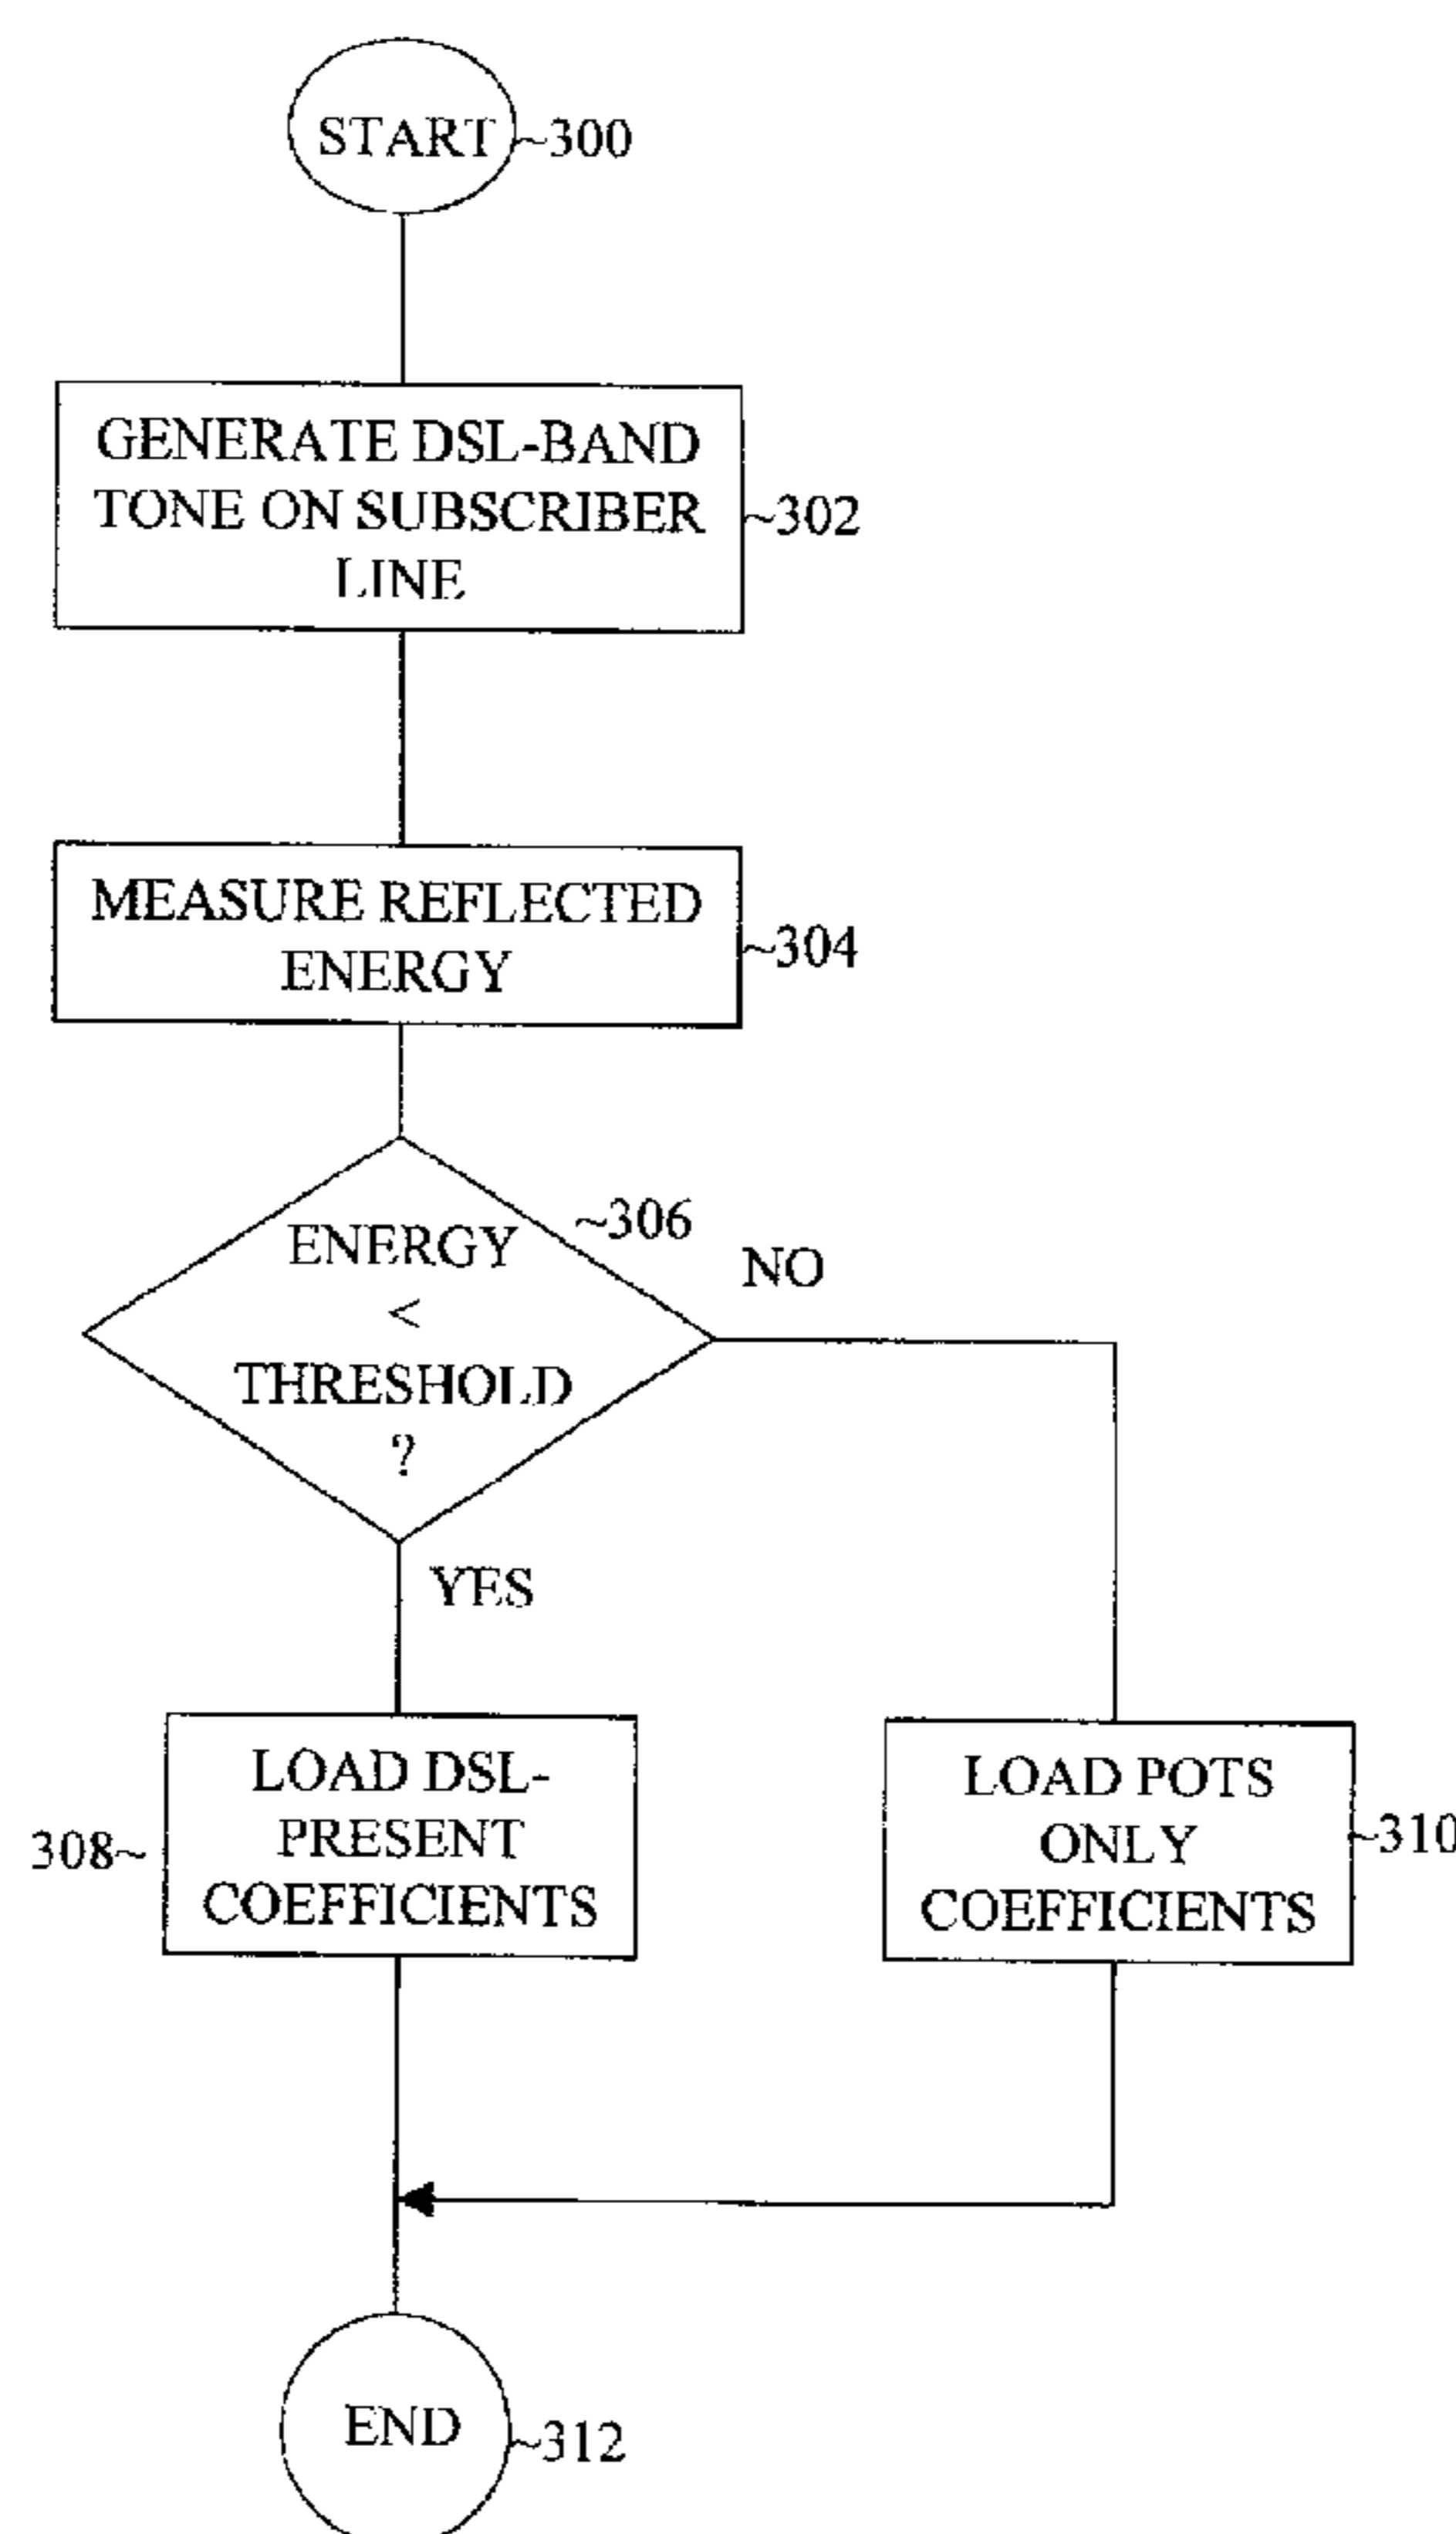 START ~300
GENERATE DSL-BAND
TONE ON SUBSCRIBER
LINE
~302
MEASURE REFLECTED
ENERGY
~304
ENERGY
<
THRESHOLD
?
~306
NO
YES
LOAD DSL-
PRESENT
COEFFICIENTS
308~
LOAD POTS
ONLY
COEFFICIENTS
~310
END ~312